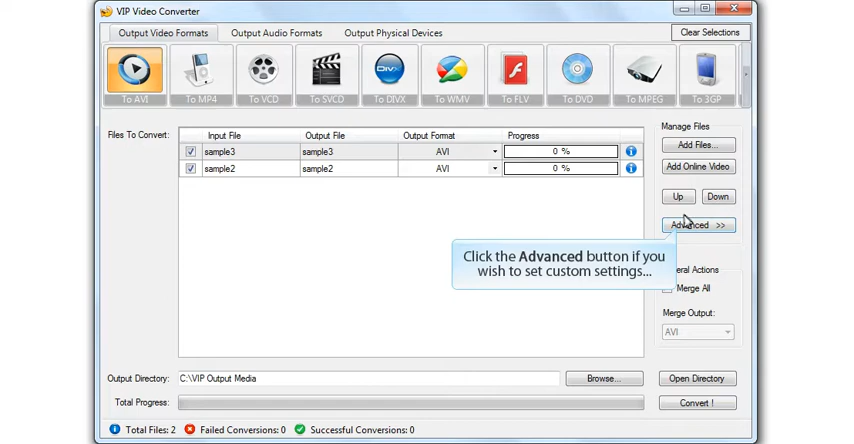 VIP Video Converter
Output Video Formats
Output Audio Formats
Output Physical Devices
Clear Selections
To AVI
To MP4
To VCD
To SVCD
DIVX
To DIVX
To WMV
To FLV
To DVD
To MPEG
To 3GP
Files To Convert:
Input File
Output File
Output Format
Progress
sample3
sample3
AVI
0 %
sample2
sample2
AVI
0 %
Manage Files
Add Files...
Add Online Video
Up
Down
Advanced >>
Click the Advanced button if you
wish to set custom settings...
eral Actions
Merge All
Merge Output:
AVI
Output Directory:
C:\VIP Output Media
Browse...
Open Directory
Total Progress:
Convert !
Total Files: 2
Failed Conversions: 0
Successful Conversions: 0